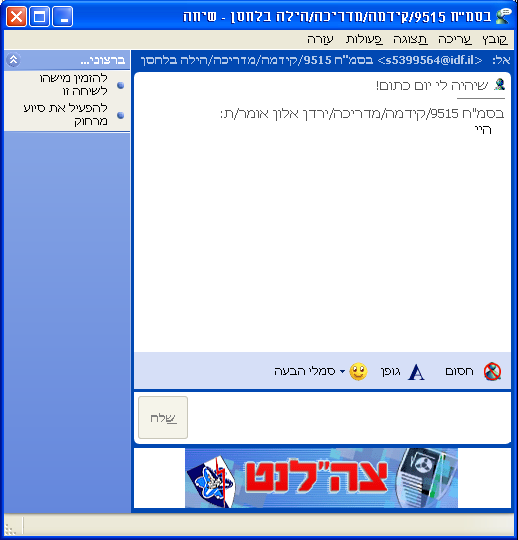 בסמ"ח 9515/קידמה/מדריכה/הילה בלחסן - שיחה
קובץ עריכה תצוגה פעולות עזרה
אל: בסמ"ח 9515/קידמה/מדריכה/הילה בלחסן <s5399564@idf.il>
ברצוני...
להזמין מישהו
לשיחה זו
להפעיל את סיוע
מרחוק
שיהיה לי יום כתום!
בסמ"ח 9515/קידמה/מדריכה/ירדן אלון אומר/ת:
היי
חסום גופן סמלי הבעה
שלח
צה"לנט